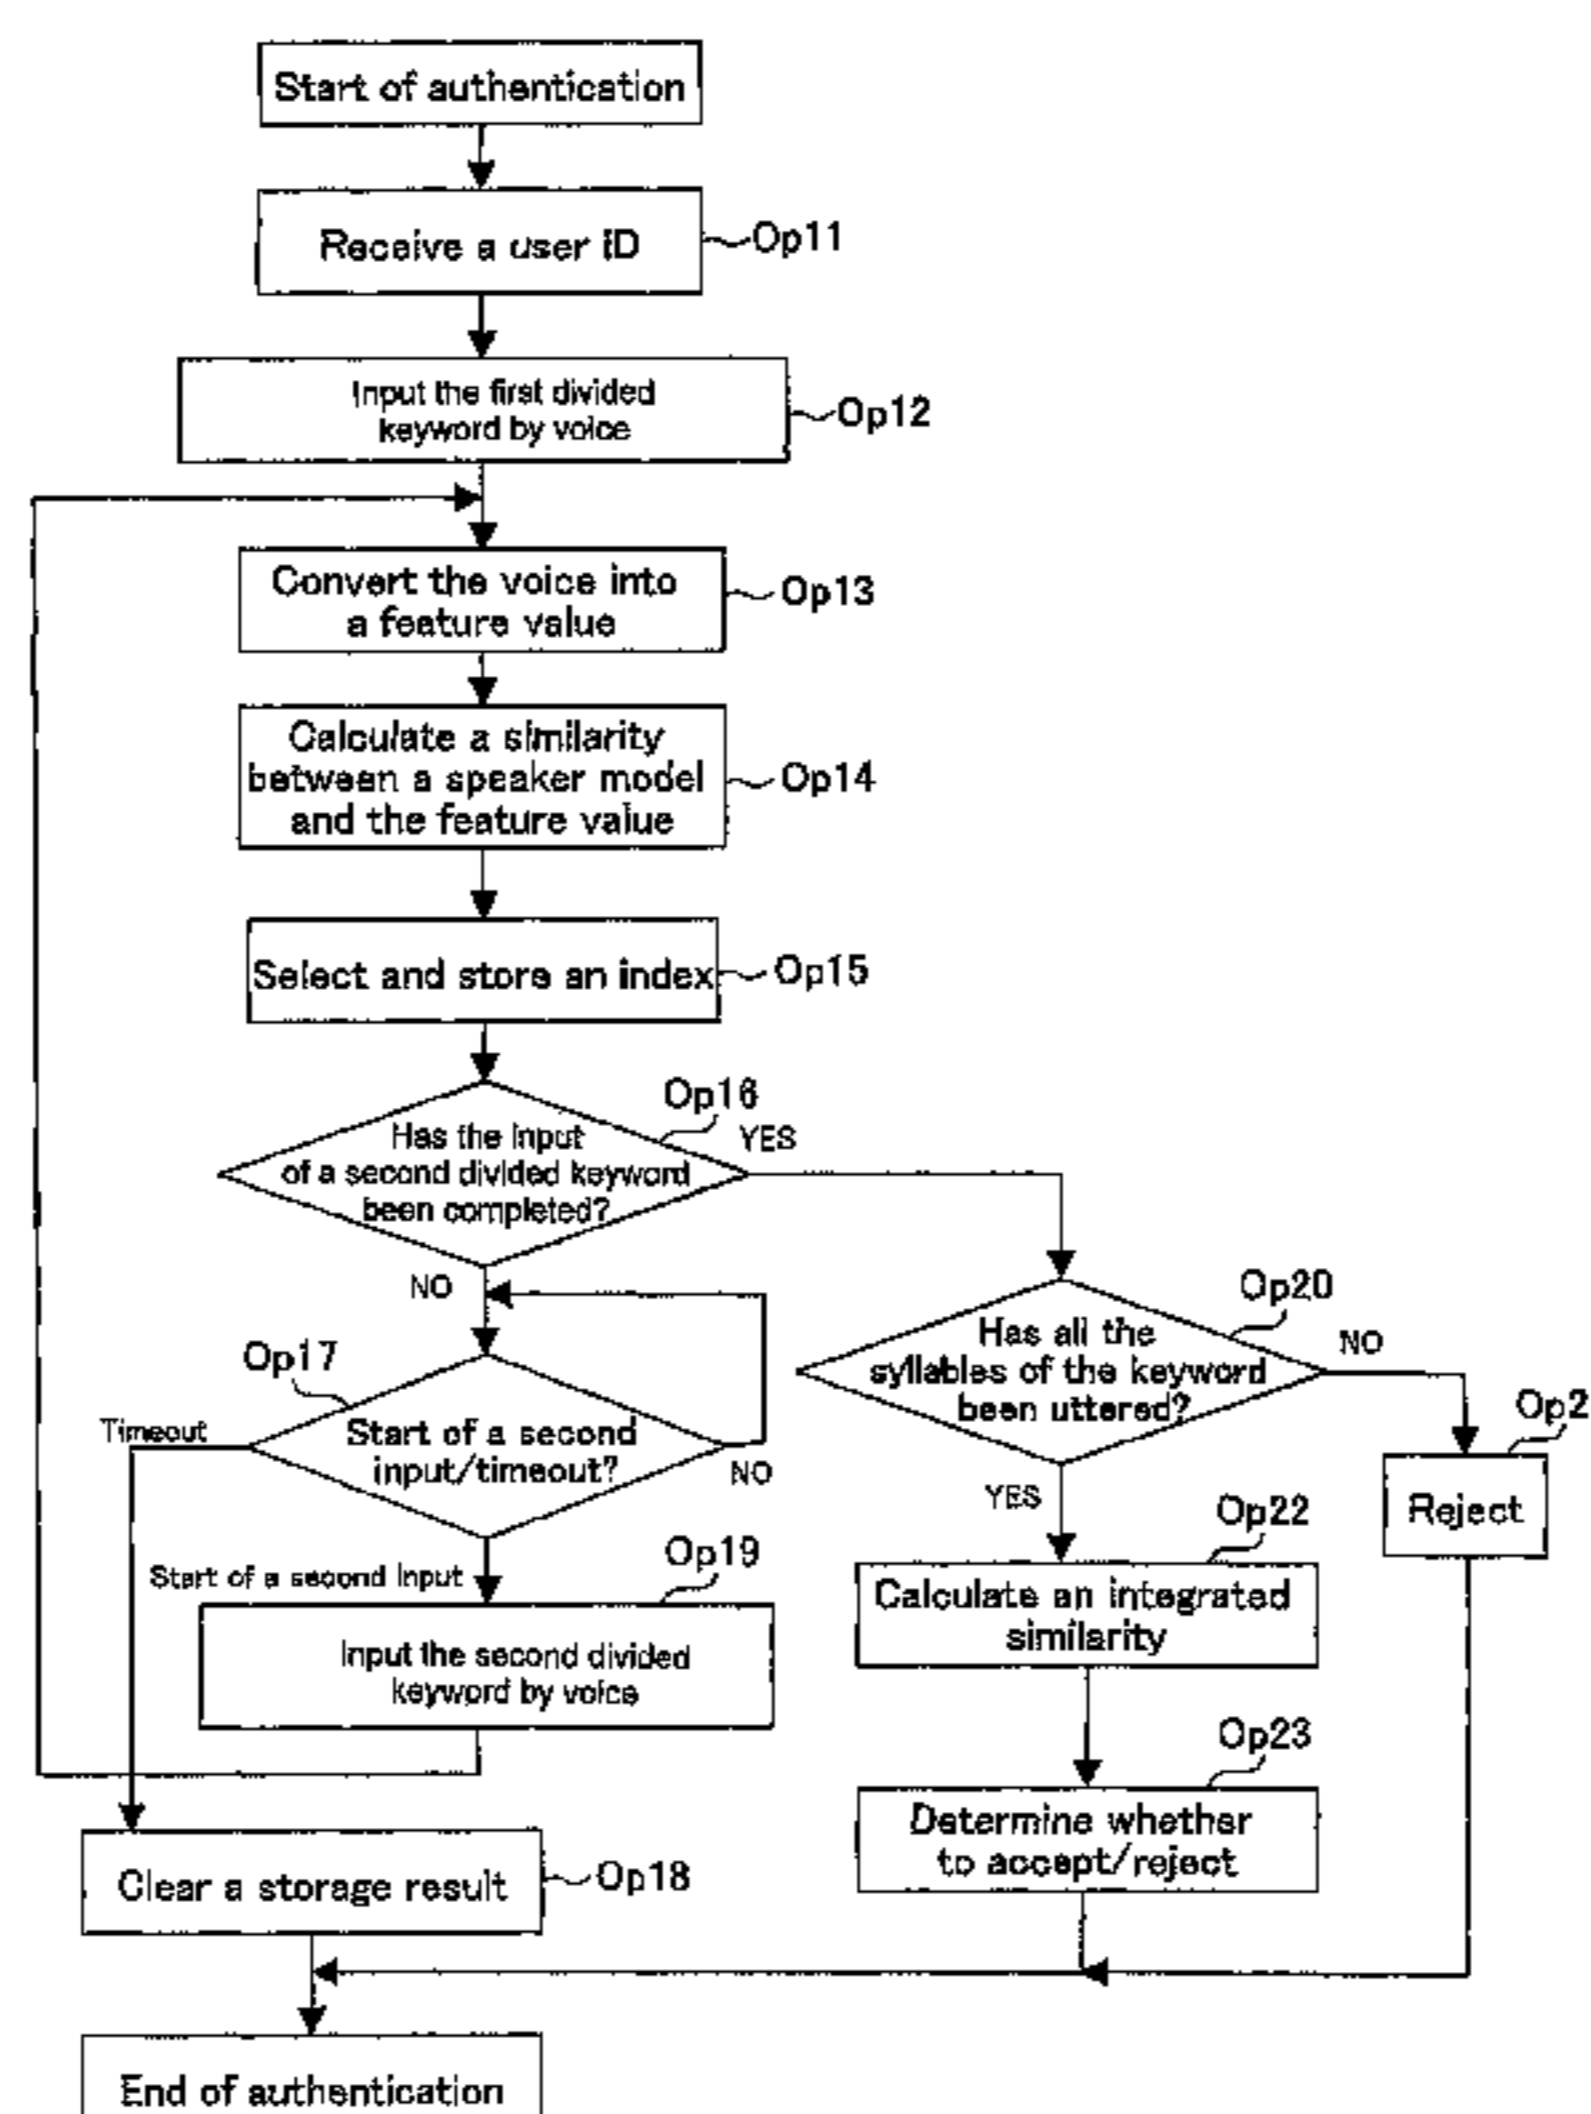 Start of authentication
Receive a user ID
Op11
Input the first divided
keyword by voice
Op12
Convert the voice into
a feature value
Op13
Calculate a similarity
between a speaker model
and the feature value
Op14
Select and store an index
Op15
Op16
Has the input
of a second divided keyword
been completed?
YES
NO
Op17
Start of a second
input/timeout?
Timeout
NO
Start of a second input
Op19
Input the second divided
keyword by voice
Clear a storage result
Op18
Op20
Has all the
syllables of the keyword
been uttered?
NO
YES
Op2
Reject
Op22
Calculate an integrated
similarity
Op23
Determine whether
to accept/reject
End of authentication